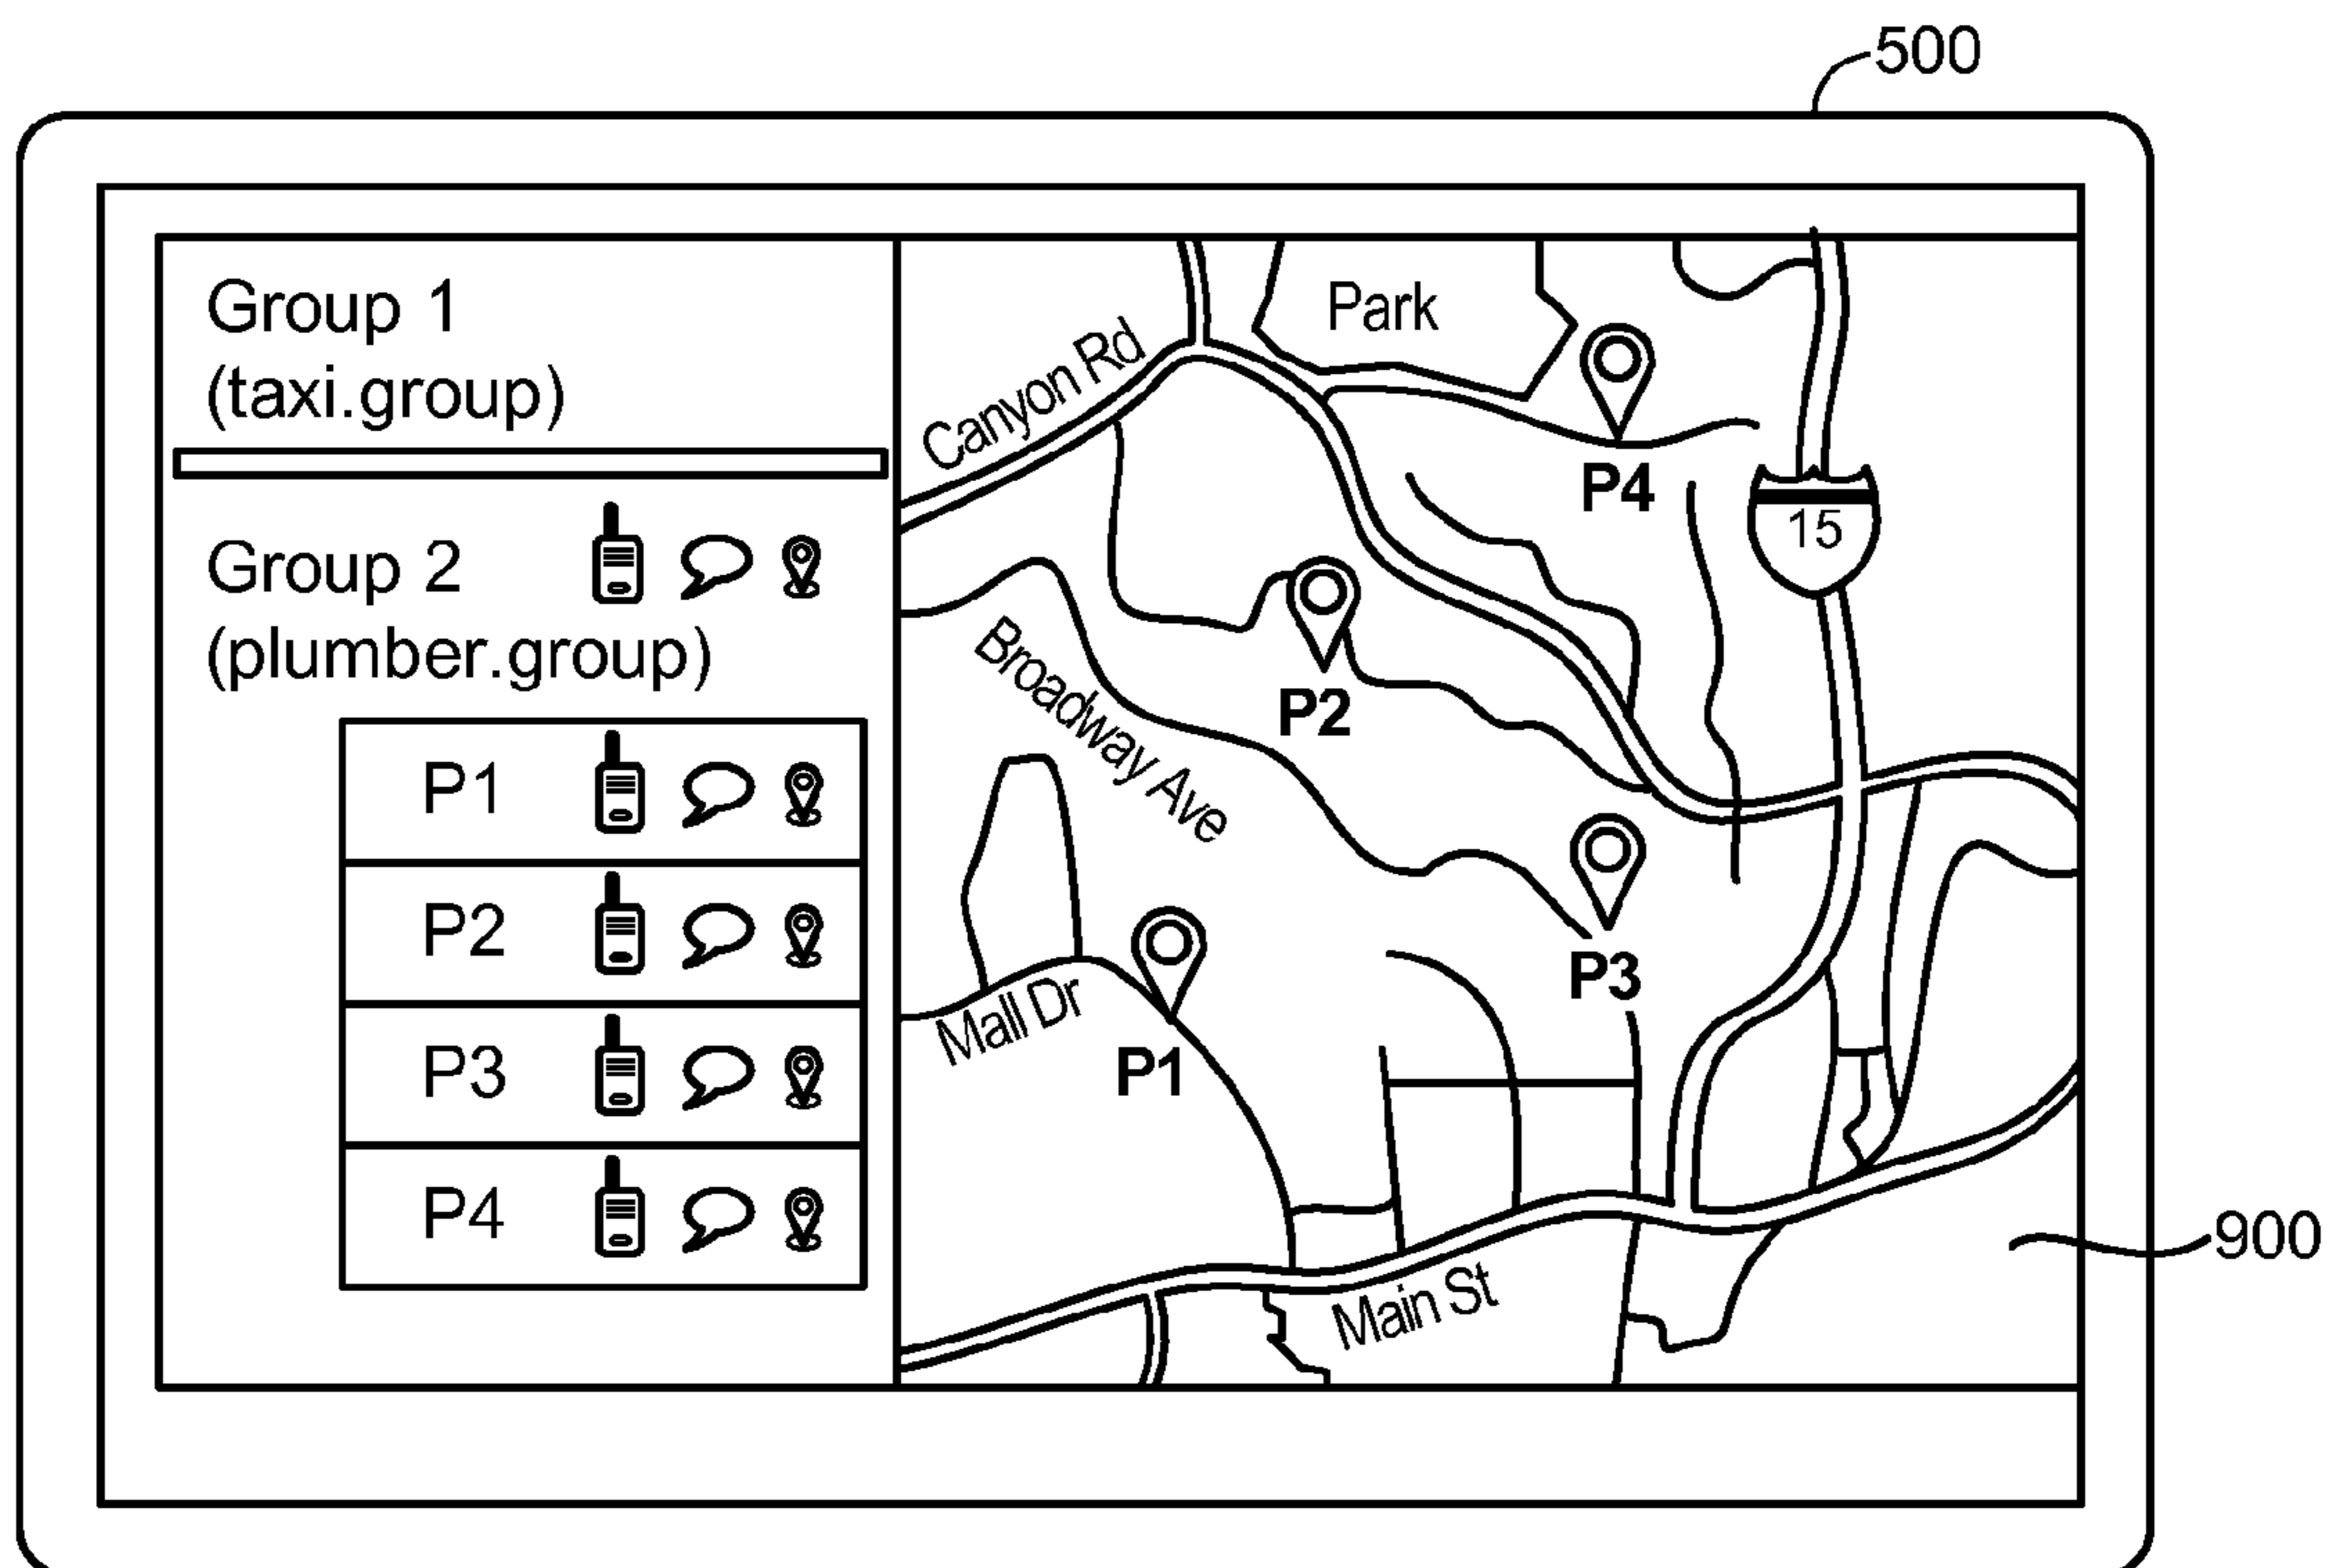 500
Group 1
(taxi.group)
Group 2
(plumber.group)
P1
P2
P3
P4
Park
Canyon Rd
P4
15
P2
Broadway Ave
P3
Mall Dr
P1
Main St
900